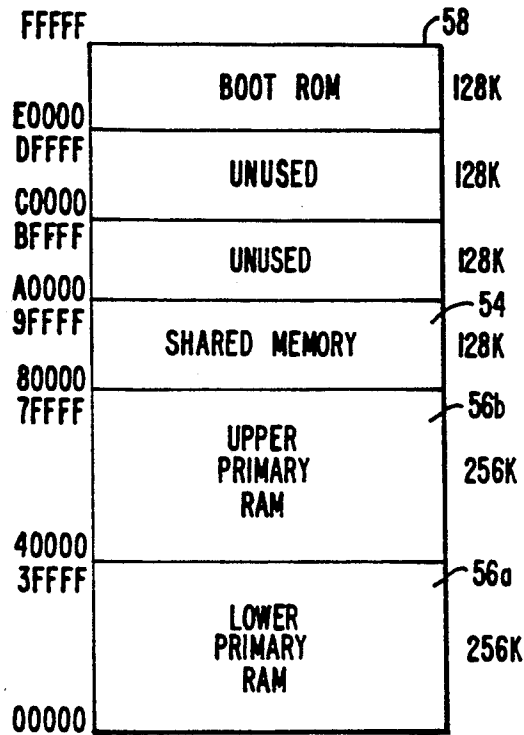 FFFFF
58
BOOT ROM
128K
E0000
DFFFF
UNUSED
128K
C0000
BFFFF
UNUSED
128K
A0000
9FFFF
54
SHARED MEMORY
128K
80000
7FFFF
56b
UPPER
PRIMARY
RAM
256K
40000
3FFFF
56a
LOWER
PRIMARY
RAM
256K
00000